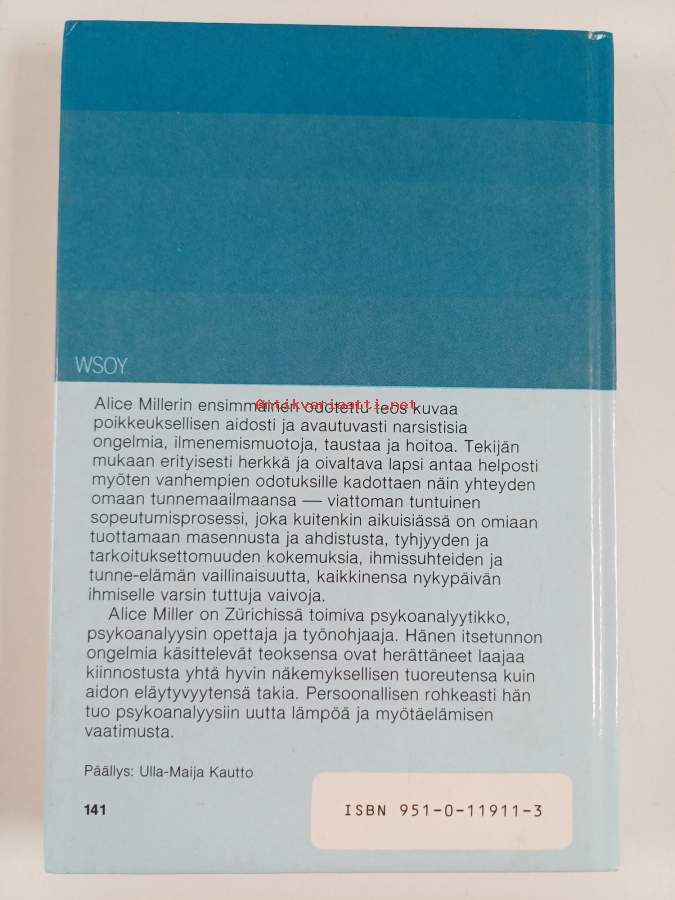 WSOY
Alice Millerin ensimmäinen odotettu teos kuvaa
antikvariaatti.net
poikkeuksellisen aidosti ja avautuvasti narsistisia
ongelmia, ilmenemismuotoja, taustaa ja hoitoa. Tekijän
mukaan erityisesti herkkä ja oivaltava lapsi antaa helposti
myöten vanhempien odotuksille kadottaen näin yhteyden
omaan tunnemaailmaansa — viattoman tuntuinen
sopeutumisprosessi, joka kuitenkin aikuisiässä on omiaan
tuottamaan masennusta ja ahdistusta, tyhjyyden ja
tarkoituksettomuuden kokemuksia, ihmissuhteiden ja
tunne-elämän vaillinaisuutta, kaikkinensa nykypäivän
ihmiselle varsin tuttuja vaivoja.
Alice Miller on Zürichissä toimiva psykoanalyytikko,
psykoanalyysin opettaja ja työnohjaaja. Hänen itsetunnon
ongelmia käsittelevät teoksensa ovat herättäneet laajaa
kiinnostusta yhtä hyvin näkemyksellisen tuoreutensa kuin
aidon eläytyvyytensä takia. Persoonallisen rohkeasti hän
tuo psykoanalyysiin uutta lämpöä ja myötäelämisen
vaatimusta.
Päällys: Ulla-Maija Kautto
141
ISBN 951-0-11911-3